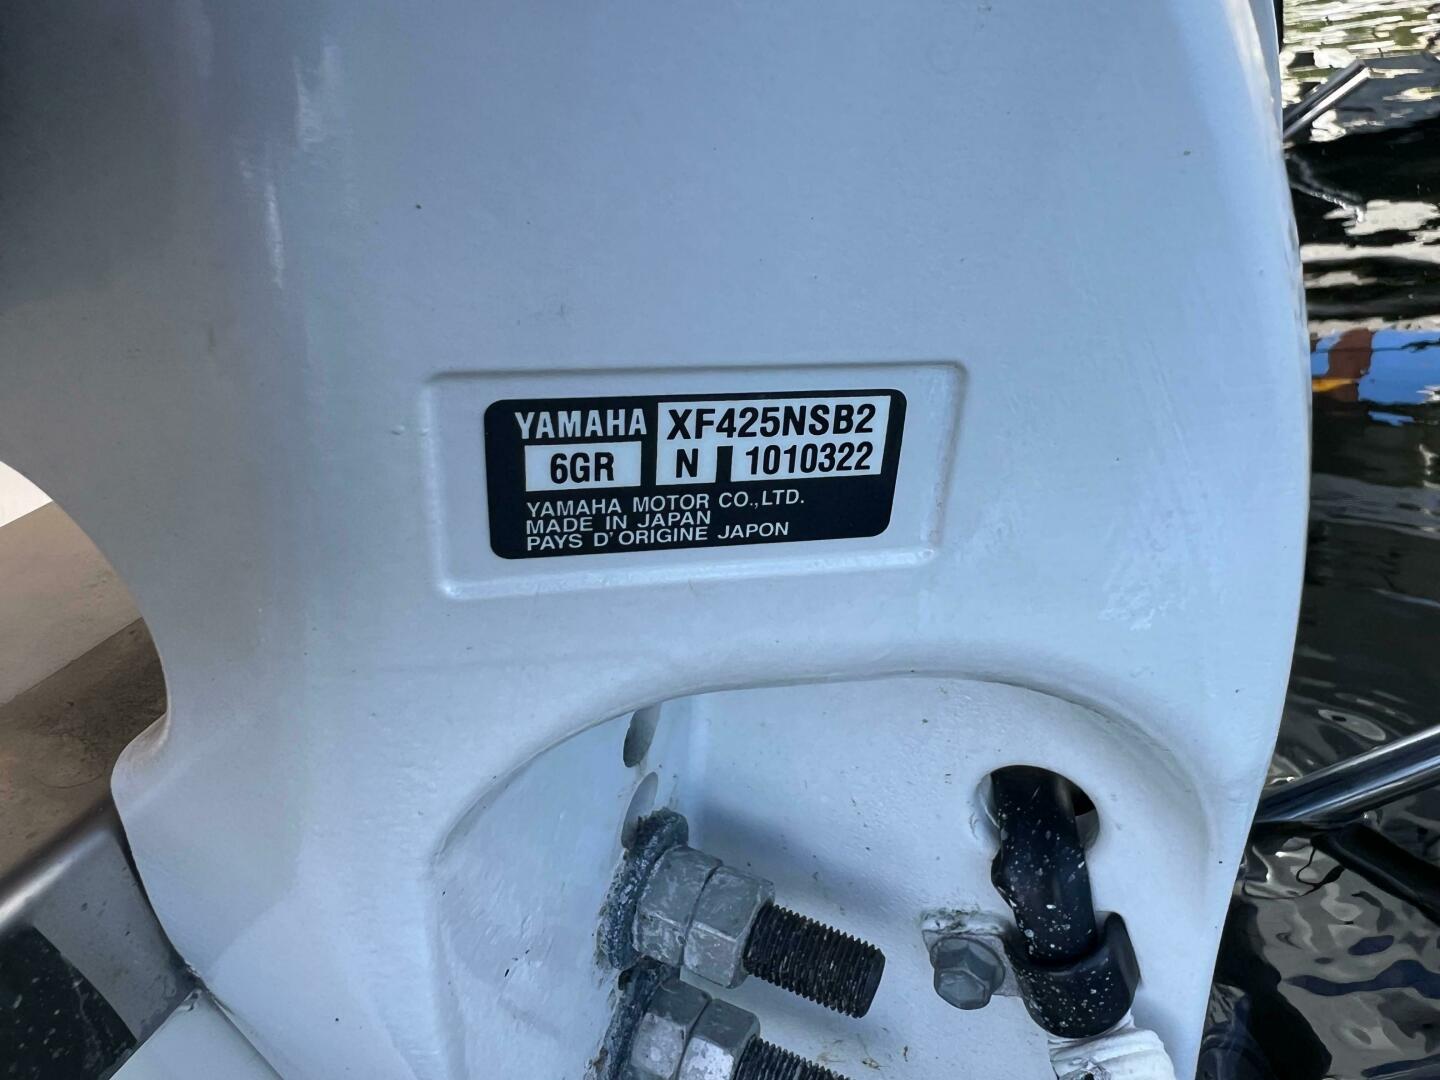 YAMAHA XF425NSB2
6GR N 1010322
YAMAHA MOTOR CO.,LTD.
MADE IN JAPAN
PAYS D'ORIGINE JAPON